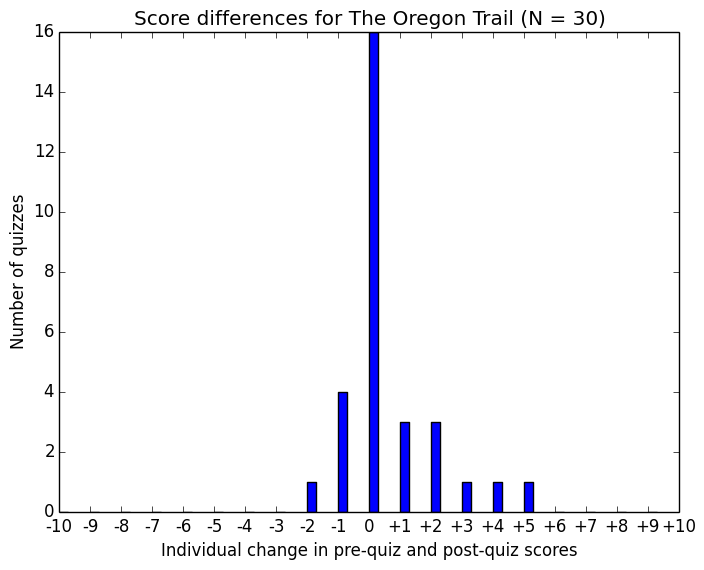 Score differences for The Oregon Trail (N = 30)
Number of quizzes
16
14
12
10
8
6
4
2
0
-10 -9 -8 -7 -6 -5 -4 -3 -2 -1 0 +1 +2 +3 +4 +5 +6 +7 +8 +9 +10
Individual change in pre-quiz and post-quiz scores